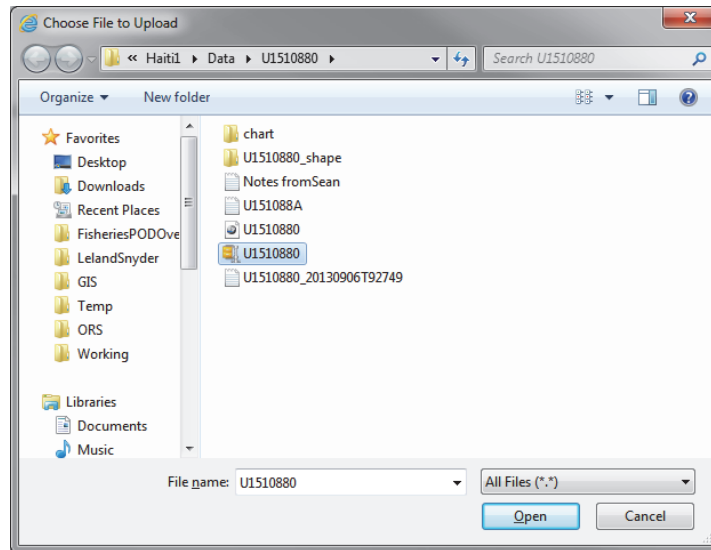 Choose File to Upload
« Haiti1 ▸ Data ▸ U1510880 ▸
Search U1510880
Organize ▾ New folder
Favorites
Desktop
Downloads
Recent Places
FisheriesPODOve
LelandSnyder
GIS
Temp
ORS
Working
Libraries
Documents
Music
chart
U1510880_shape
Notes fromSean
U151088A
U1510880
U1510880
U1510880_20130906T92749
File name: U1510880
All Files (*.*)
Open Cancel